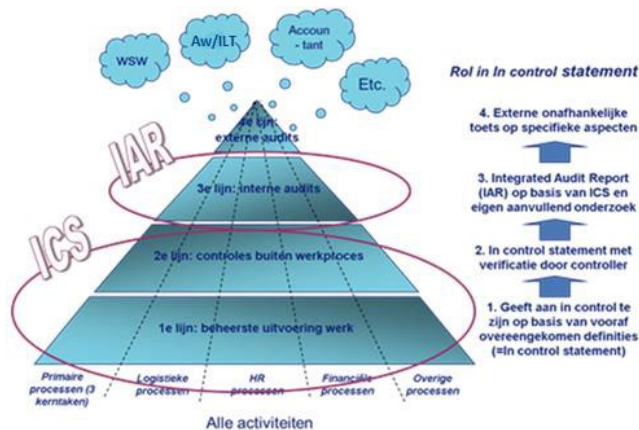 wsw
Aw/ILT
Accoun
- tant
Etc.
Rol in In control statement
4e lijn:
externe audits
IAR
3e lijn: interne audits
ICS
2e lijn: controles buiten werkploces
1e lijn: beheerste uitvoering werk
4. Externe onafhankelijke
toets op specifieke aspecten
3. Integrated Audit Report
(IAR) op basis van ICS en
eigen aanvullend onderzoek
2. In control statement met
verificatie door controller
1. Geeft aan in control te
zijn op basis van vooraf
overeengekomen definities
(=In control statement)
Primaire
processen (3
kerntaken)
Logistieke
processen
HR
processen
Financiële
processen
Overige
processen
Alle activiteiten